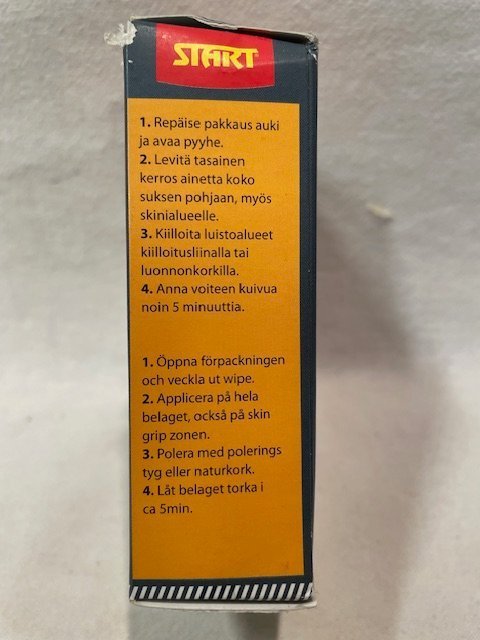 START
1. Repäise pakkaus auki
ja avaa pyyhe.
2. Levitä tasainen
kerros ainetta koko
suksen pohjaan, myös
skinialueelle.
3. Kiilloita luistoalueet
kiilloitusliinalla tai
luonnonkorkilla.
4. Anna voiteen kuivua
noin 5 minuuttia.
1. Öppna förpackningen
och veckla ut wipe.
2. Applicera på hela
belaget, också på skin
grip zonen.
3. Polera med polerings
tyg eller naturkork.
4. Låt belaget torka i
ca 5min.